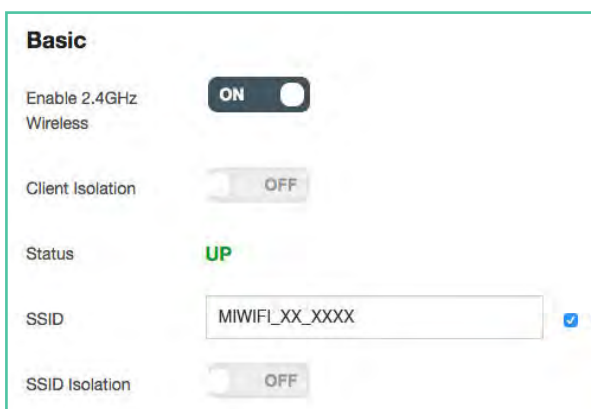 Basic
Enable 2.4GHz
Wireless
ON
Client Isolation
OFF
Status
UP
SSID
MIWIFI_XX_XXXX
SSID Isolation
OFF